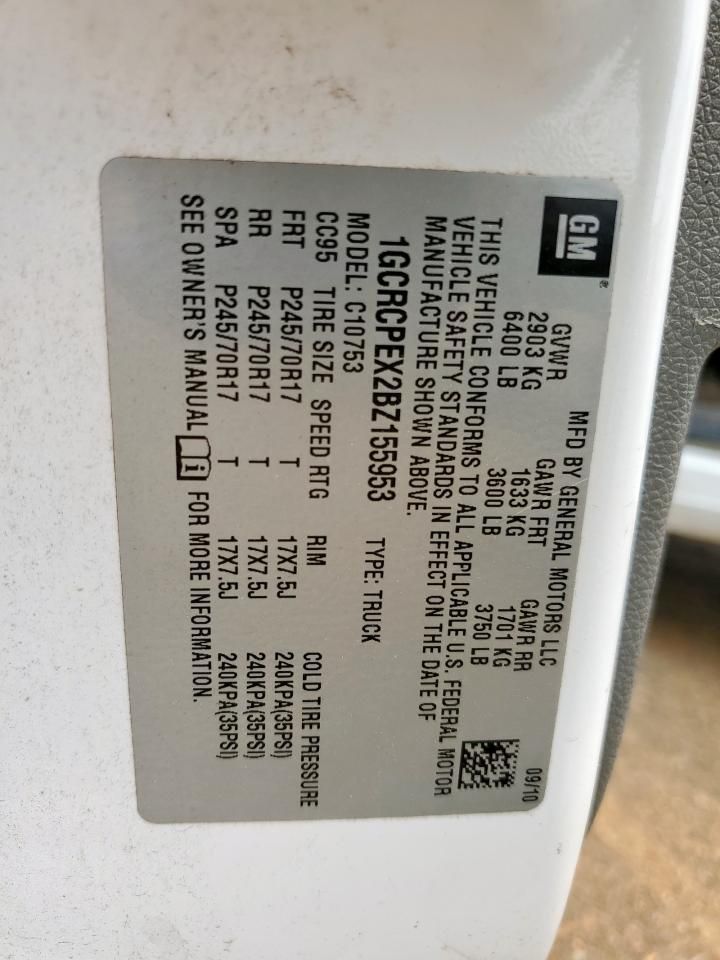 GM®
MFD BY GENERAL MOTORS LLC 09/10
GVWR GAWR FRT GAWR RR
2903 KG 1633 KG 1701 KG
6400 LB 3600 LB 3750 LB
THIS VEHICLE CONFORMS TO ALL APPLICABLE U.S. FEDERAL MOTOR
VEHICLE SAFETY STANDARDS IN EFFECT ON THE DATE OF
MANUFACTURE SHOWN ABOVE.
1GCRCPEX2BZ155953 TYPE: TRUCK
MODEL: C10753
CC95 TIRE SIZE SPEED RTG RIM COLD TIRE PRESSURE
FRT P245/70R17 T 17X7.5J 240KPA(35PSI)
RR P245/70R17 T 17X7.5J 240KPA(35PSI)
SPA P245/70R17 T 17X7.5J 240KPA(35PSI)
SEE OWNER'S MANUAL i FOR MORE INFORMATION.